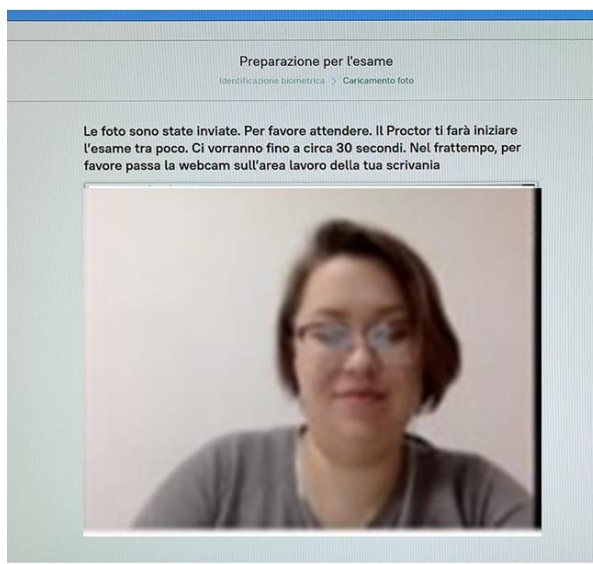 Preparazione per l'esame
Identificazione biometrica > Caricamento foto
Le foto sono state inviate. Per favore attendere. Il Proctor ti farà iniziare
l'esame tra poco. Ci vorranno fino a circa 30 secondi. Nel frattempo, per
favore passa la webcam sull'area lavoro della tua scrivania